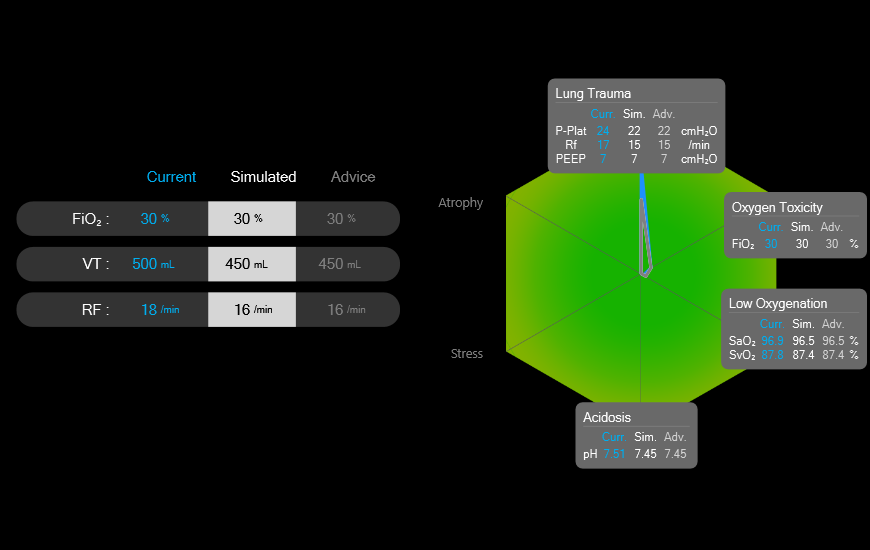 Current Simulated Advice
FiO₂ : 30 % 30 % 30 %
VT : 500 mL 450 mL 450 mL
RF : 18 /min 16 /min 16 /min
Lung Trauma
Curr. Sim. Adv.
P-Plat 24 22 22 cmH₂O
Rf 17 15 15 /min
PEEP 7 7 7 cmH₂O
Atrophy
Oxygen Toxicity
Curr. Sim. Adv.
FiO₂ 30 30 30 %
Low Oxygenation
Curr. Sim. Adv.
SaO₂ 96.9 96.5 96.5 %
SvO₂ 87.8 87.4 87.4 %
Stress
Acidosis
Curr. Sim. Adv.
pH 7.51 7.45 7.45